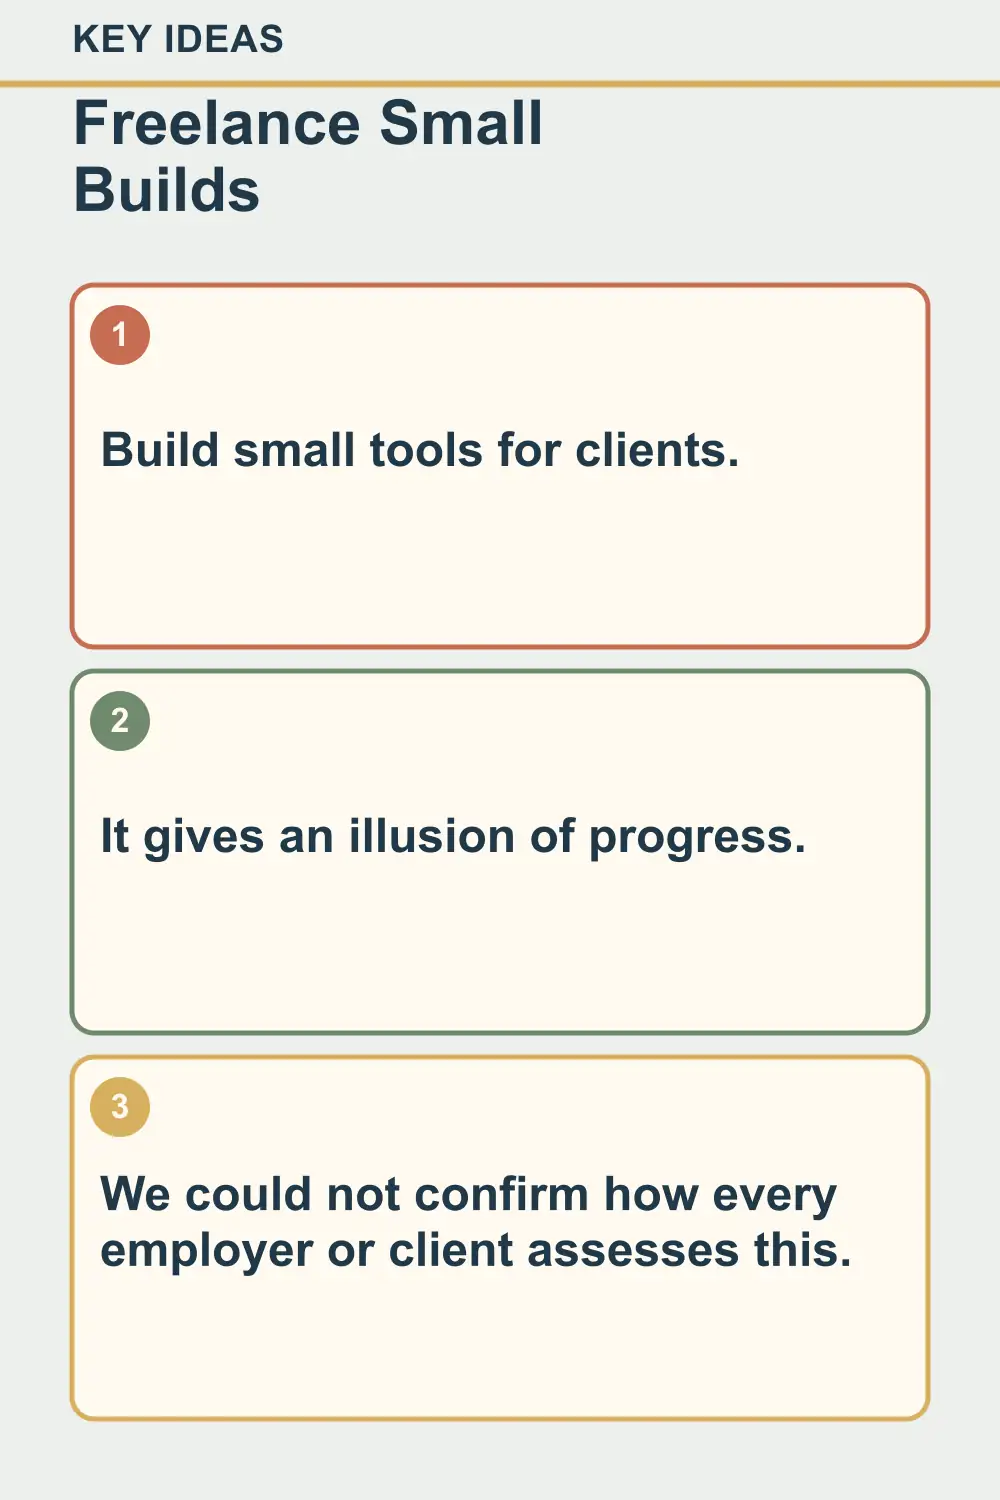 KEY IDEAS
Freelance Small
Builds
1
Build small tools for clients.
2
It gives an illusion of progress.
3
We could not confirm how every
employer or client assesses this.